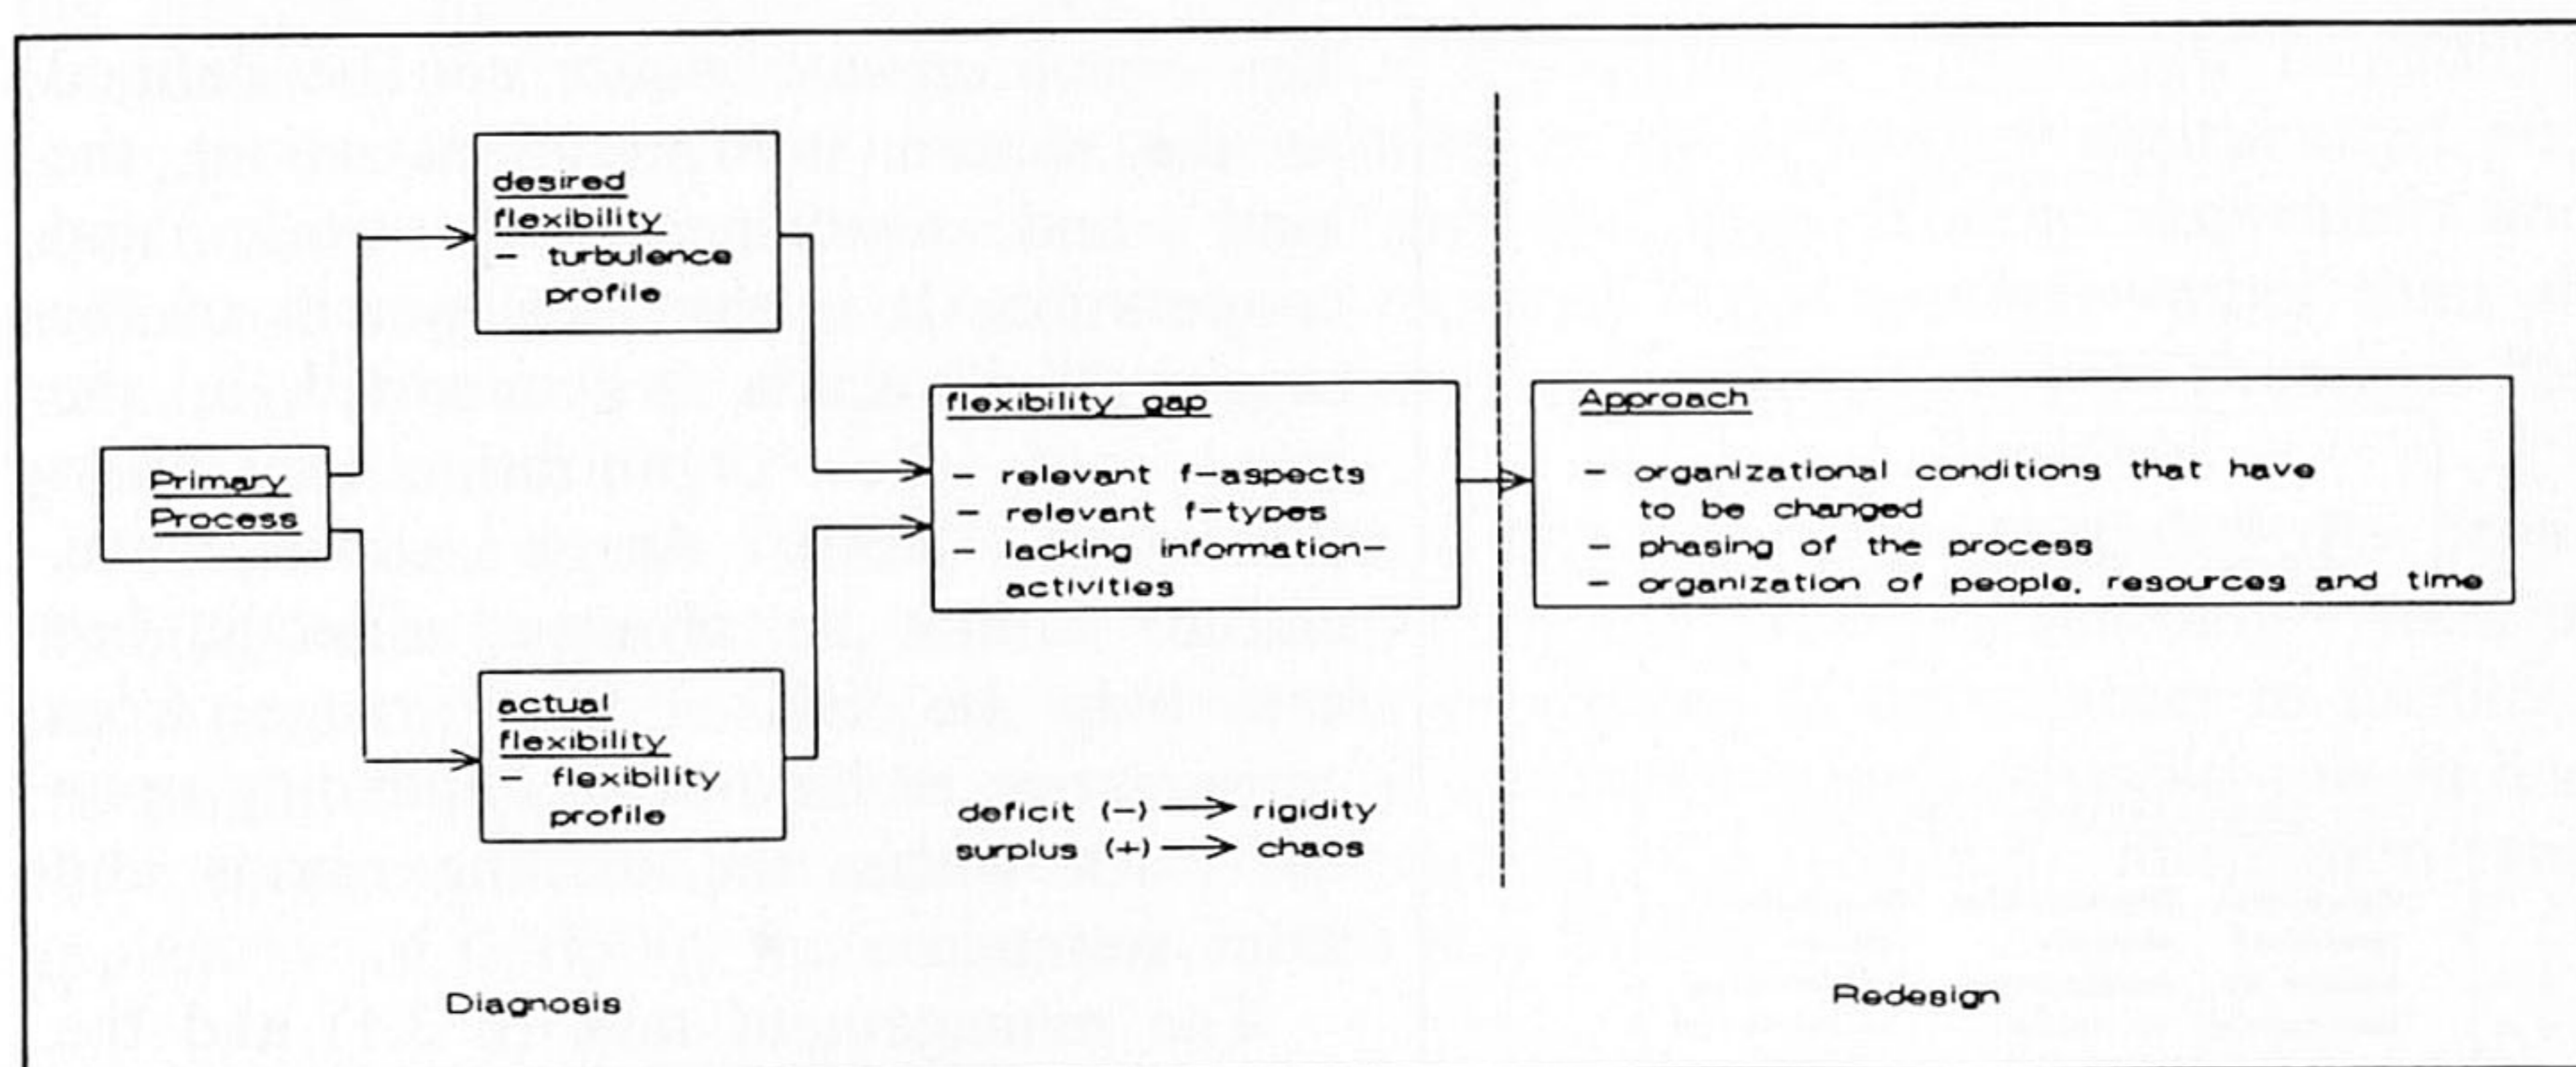 desired
flexibility
- turbulence
profile
Primary
Process
actual
flexibility
- flexibility
profile
flexibility gap
- relevant f-aspects
- relevant f-types
- lacking information-
activities
deficit (-) → rigidity
surplus (+) → chaos
Approach
- organizational conditions that have
to be changed
- phasing of the process
- organization of people, resources and time
Diagnosis
Redesign